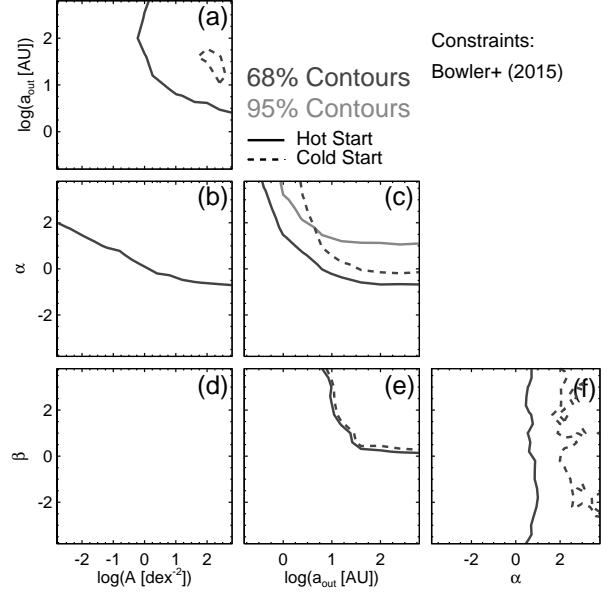 (a)
2
1
0
log(a_out [AU])
Constraints:
Bowler+ (2015)
68% Contours
95% Contours
Hot Start
Cold Start
(b)
2
0
-2
α
(c)
(d)
2
0
-2
β
-2 -1 0 1 2
log(A [dex^-2])
(e)
0 1 2
log(a_out [AU])
(f)
-2 0 2
α